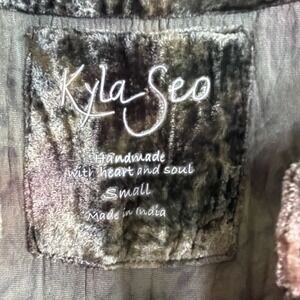 Kyla Seo
Handmade
with heart and soul
Small
Made in India